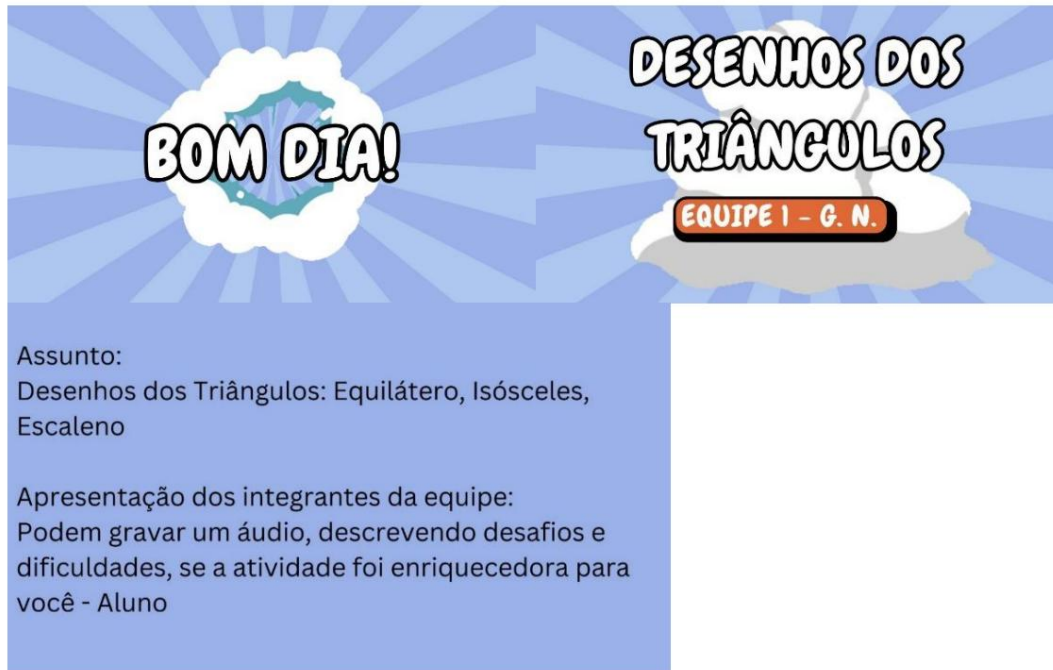 BOM DIA!
DESENHOS DOS
TRIÂNGULOS
EQUIPE 1 - G. N.
Assunto:
Desenhos dos Triângulos: Equilátero, Isósceles,
Escaleno
Apresentação dos integrantes da equipe:
Podem gravar um áudio, descrevendo desafios e
dificuldades, se a atividade foi enriquecedora para
você - Aluno